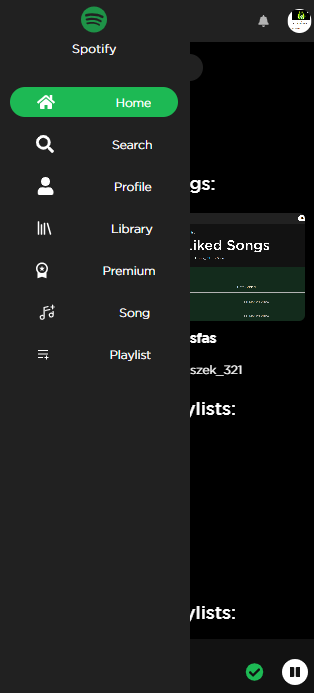 Spotify
Home
Search
Profile
Library
Premium
Song
Playlist
gs:
Liked Songs
sfas
szek_321
ylists:
ylists: